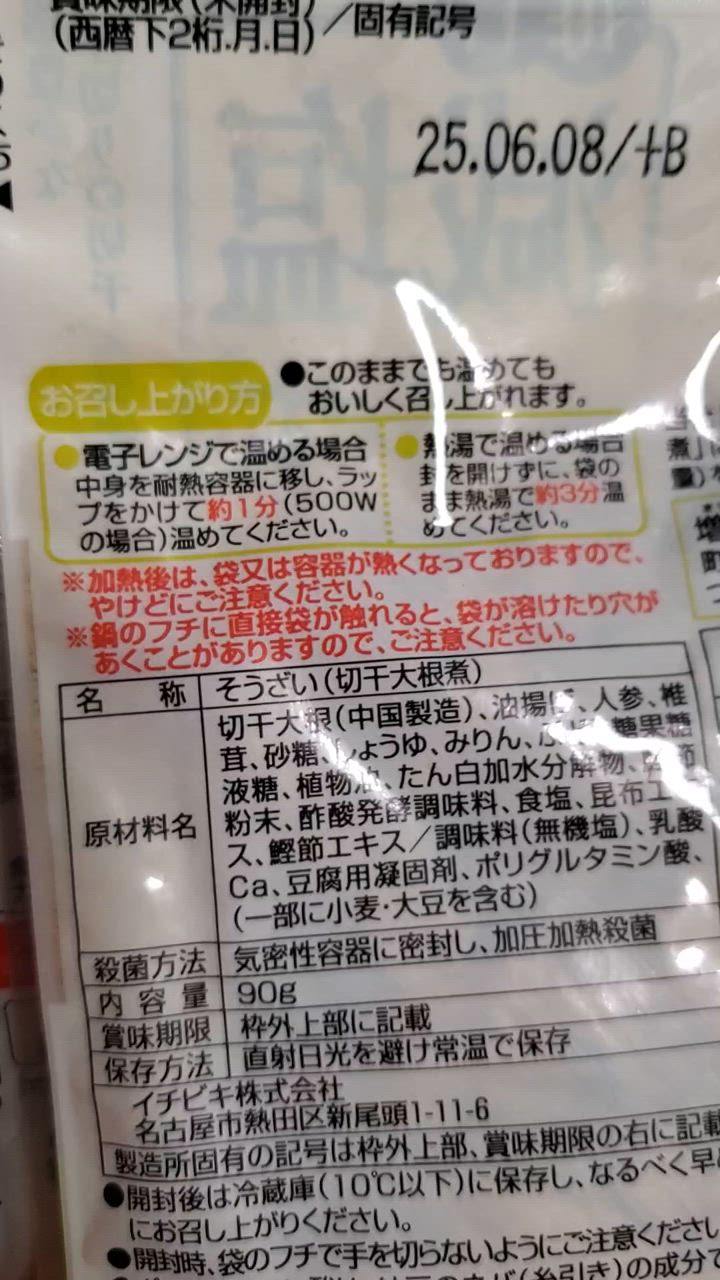 賞味期限(未開封)
(西暦下2桁.月.日)/固有記号
25.06.08/+B
お召し上がり方
●このままでも温めても
おいしく召し上がれます。
●電子レンジで温める場合
中身を耐熱容器に移し、ラッ
プをかけて約1分(500W
の場合)温めてください。
●熱湯で温める場合
封を開けずに、袋の
まま熱湯で約3分温
めてください。
※加熱後は、袋又は容器が熱くなっておりますので、
やけどにご注意ください。
※鍋のフチに直接袋が触れると、袋が溶けたり穴が
あくことがありますので、ご注意ください。
名称 そうざい(切干大根煮)
原材料名 切干大根(中国製造)、油揚げ、人参、椎
茸、砂糖、しょうゆ、みりん、糖果糖
液糖、植物油、たん白加水分解物、節
粉末、酢酸発酵調味料、食塩、昆布エキ
ス、鰹節エキス/調味料(無機塩)、乳酸
Ca、豆腐用凝固剤、ポリグルタミン酸、
(一部に小麦・大豆を含む)
殺菌方法 気密性容器に密封し、加圧加熱殺菌
内容量 90g
賞味期限 枠外上部に記載
保存方法 直射日光を避け常温で保存
イチビキ株式会社
名古屋市熱田区新尾頭1-11-6
製造所固有の記号は枠外上部、賞味期限の右に記載
●開封後は冷蔵庫(10℃以下)に保存し、なるべく早
にお召し上がりください。
●開封時、袋のフチで手を切らないようにご注意ください
(糸引き)の成分で